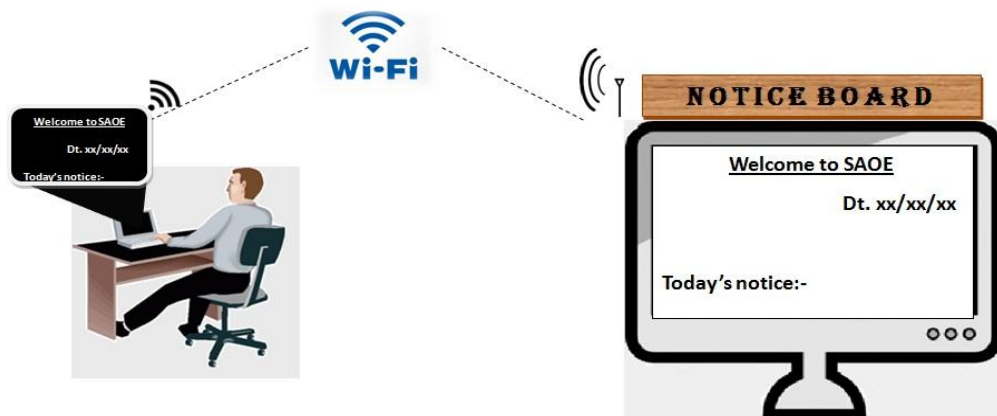 Wi-Fi
NOTICE BOARD
Welcome to SAOE
Dt. xx/xx/xx
Today's notice:-
Welcome to SAOE
Dt. xx/xx/xx
Today’s notice:-